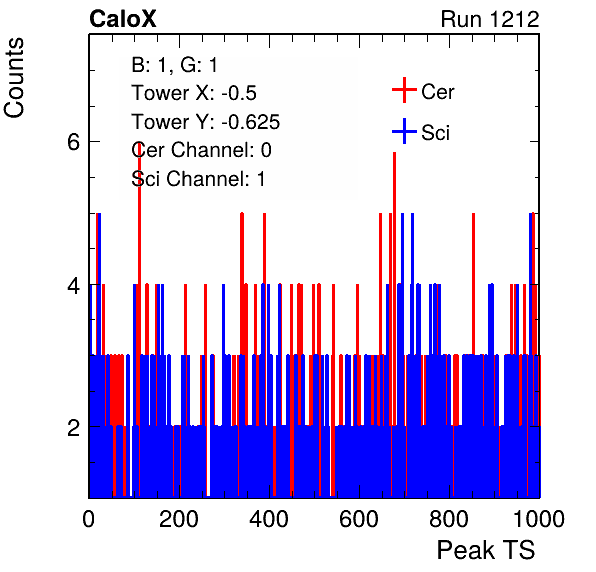 CaloX Run 1212
Counts
B: 1, G: 1
Tower X: -0.5
Tower Y: -0.625
Cer Channel: 0
Sci Channel: 1
Cer
Sci
6
4
2
0 200 400 600 800 1000
Peak TS